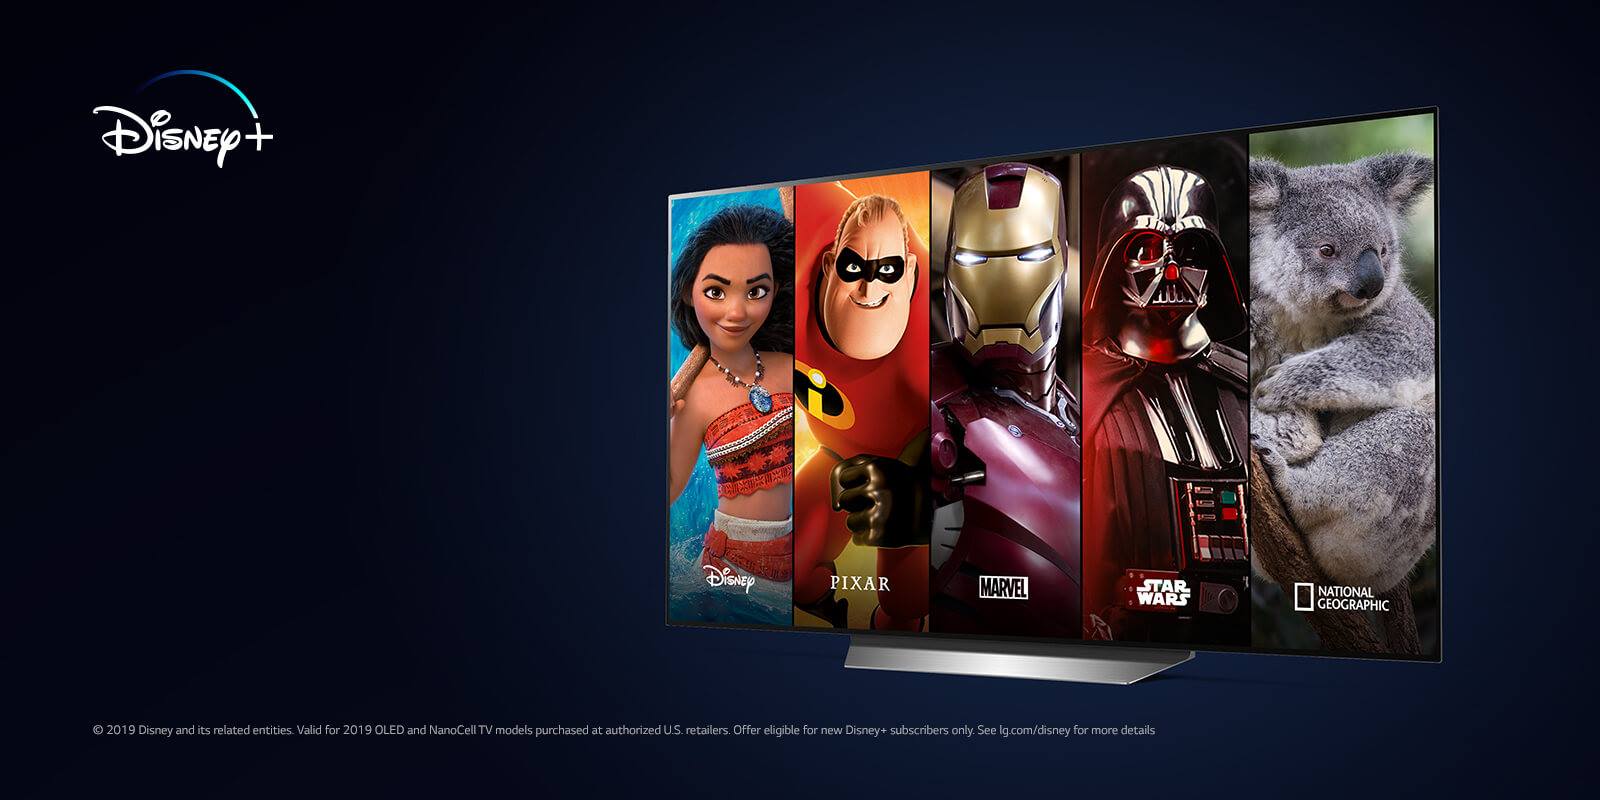 Disney+
Disney
PIXAR
MARVEL
STAR
WARS
NATIONAL
GEOGRAPHIC
© 2019 Disney and its related entities. Valid for 2019 OLED and NanoCell TV models purchased at authorized U.S. retailers. Offer eligible for new Disney+ subscribers only. See lg.com/disney for more details